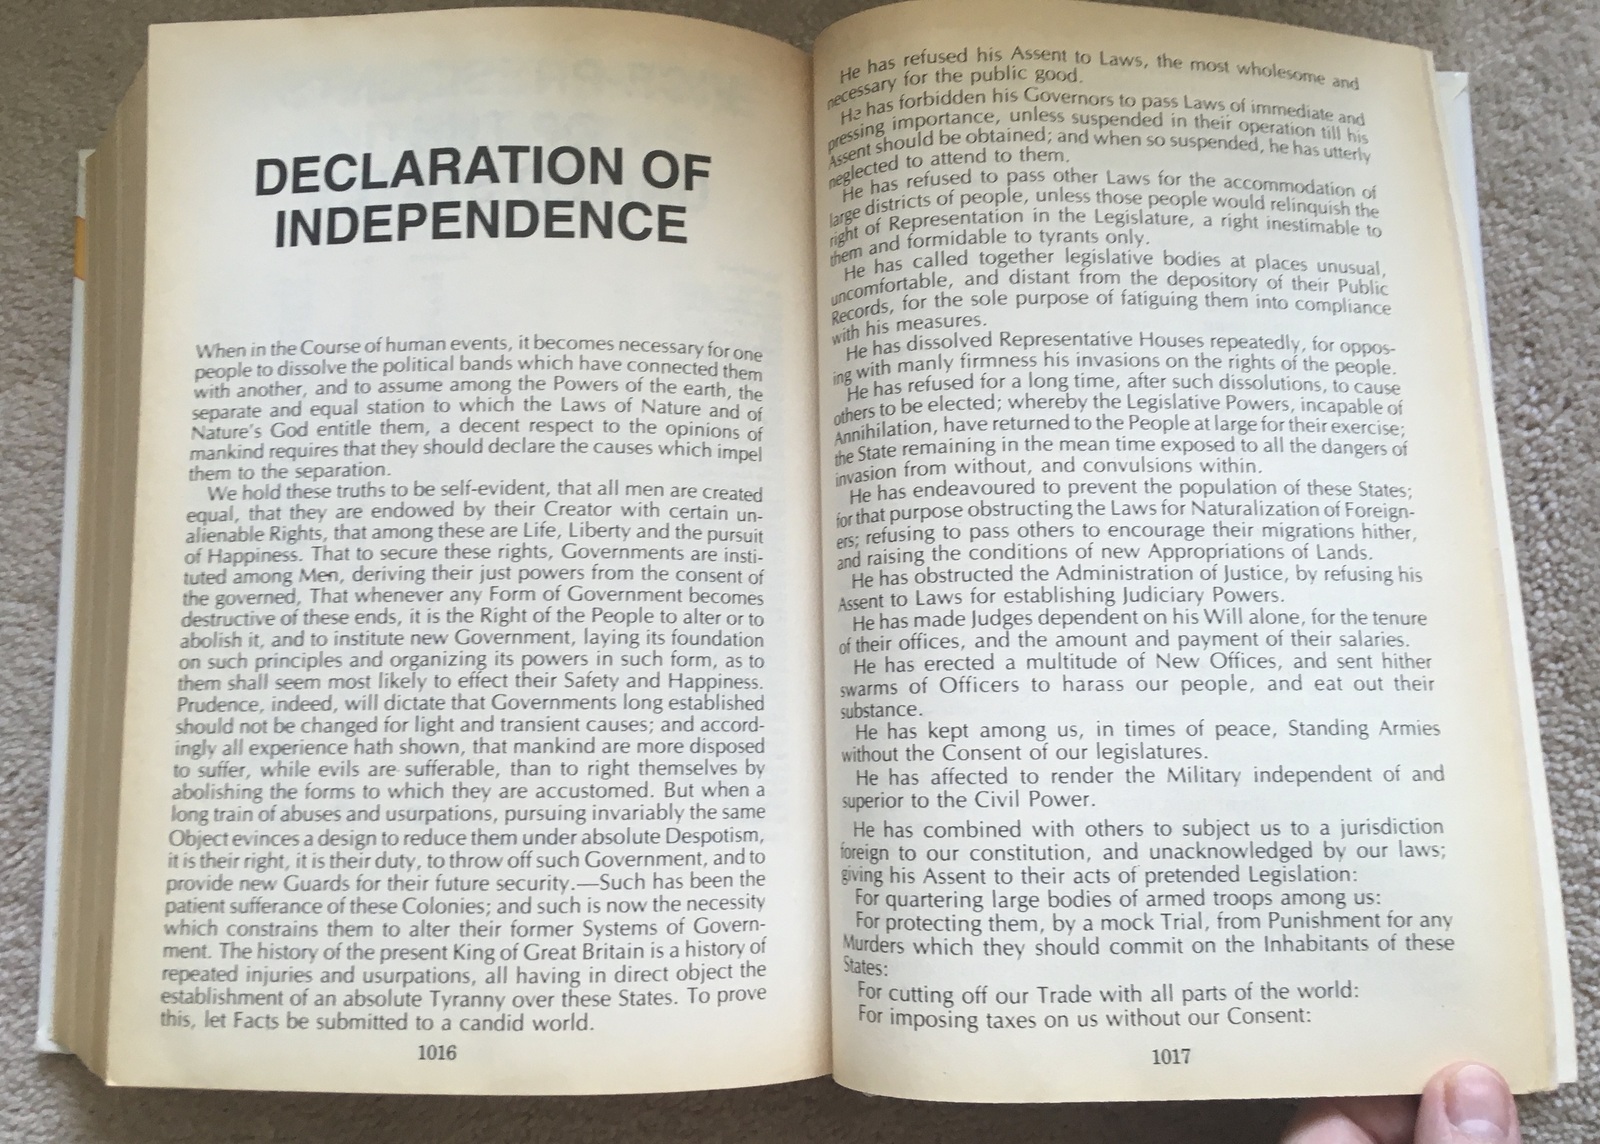 DECLARATION OF
INDEPENDENCE
When in the Course of human events, it becomes necessary for one
people to dissolve the political bands which have connected them
with another, and to assume among the Powers of the earth, the
separate and equal station to which the Laws of Nature and of
Nature's God entitle them, a decent respect to the opinions of
mankind requires that they should declare the causes which impel
them to the separation.
We hold these truths to be self-evident, that all men are created
equal, that they are endowed by their Creator with certain un-
alienable Rights, that among these are Life, Liberty and the pursuit
of Happiness. That to secure these rights, Governments are insti-
tuted among Men, deriving their just powers from the consent of
the governed, That whenever any Form of Government becomes
destructive of these ends, it is the Right of the People to alter or to
abolish it, and to institute new Government, laying its foundation
on such principles and organizing its powers in such form, as to
them shall seem most likely to effect their Safety and Happiness.
Prudence, indeed, will dictate that Governments long established
should not be changed for light and transient causes; and accord-
ingly all experience hath shown, that mankind are more disposed
to suffer, while evils are sufferable, than to right themselves by
abolishing the forms to which they are accustomed. But when a
long train of abuses and usurpations, pursuing invariably the same
Object evinces a design to reduce them under absolute Despotism,
it is their right, it is their duty, to throw off such Government, and to
provide new Guards for their future security.—Such has been the
patient sufferance of these Colonies; and such is now the necessity
which constrains them to alter their former Systems of Govern-
ment. The history of the present King of Great Britain is a history of
repeated injuries and usurpations, all having in direct object the
establishment of an absolute Tyranny over these States. To prove
this, let Facts be submitted to a candid world.
1016
He has refused his Assent to Laws, the most wholesome and
necessary for the public good.
He has forbidden his Governors to pass Laws of immediate and
pressing importance, unless suspended in their operation till his
Assent should be obtained; and when so suspended, he has utterly
neglected to attend to them.
He has refused to pass other Laws for the accommodation of
large districts of people, unless those people would relinquish the
right of Representation in the Legislature, a right inestimable to
them and formidable to tyrants only.
He has called together legislative bodies at places unusual,
uncomfortable, and distant from the depository of their Public
Records, for the sole purpose of fatiguing them into compliance
with his measures.
He has dissolved Representative Houses repeatedly, for oppos-
ing with manly firmness his invasions on the rights of the people.
He has refused for a long time, after such dissolutions, to cause
others to be elected; whereby the Legislative Powers, incapable of
Annihilation, have returned to the People at large for their exercise;
the State remaining in the mean time exposed to all the dangers of
invasion from without, and convulsions within.
He has endeavoured to prevent the population of these States;
for that purpose obstructing the Laws for Naturalization of Foreign-
ers; refusing to pass others to encourage their migrations hither,
and raising the conditions of new Appropriations of Lands.
He has obstructed the Administration of Justice, by refusing his
Assent to Laws for establishing Judiciary Powers.
He has made Judges dependent on his Will alone, for the tenure
of their offices, and the amount and payment of their salaries.
He has erected a multitude of New Offices, and sent hither
swarms of Officers to harass our people, and eat out their
substance.
He has kept among us, in times of peace, Standing Armies
without the Consent of our legislatures.
He has affected to render the Military independent of and
superior to the Civil Power.
He has combined with others to subject us to a jurisdiction
foreign to our constitution, and unacknowledged by our laws;
giving his Assent to their acts of pretended Legislation:
For quartering large bodies of armed troops among us:
For protecting them, by a mock Trial, from Punishment for any
Murders which they should commit on the Inhabitants of these
States:
For cutting off our Trade with all parts of the world:
For imposing taxes on us without our Consent:
1017